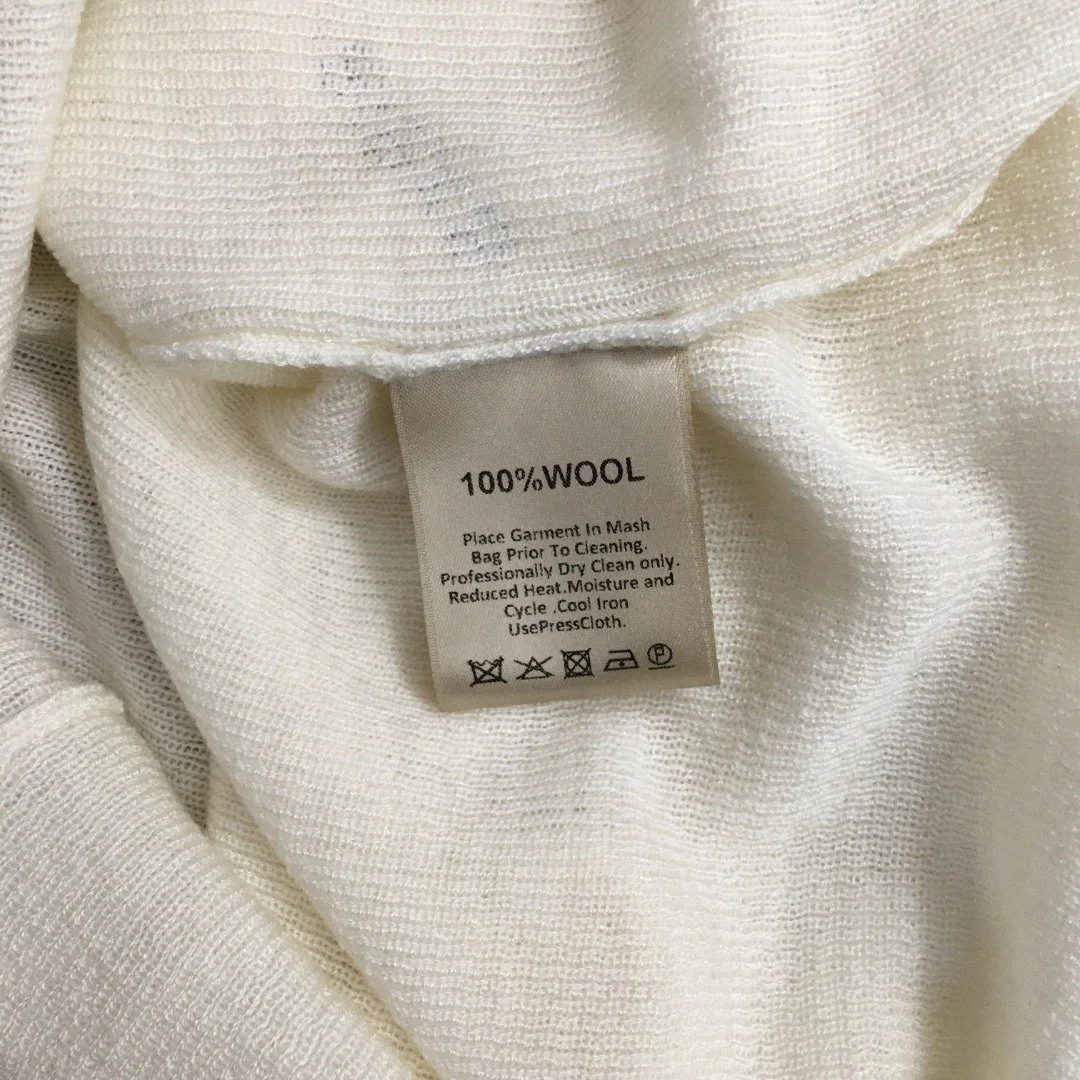 100%WOOL
Place Garment In Mash
Bag Prior To Cleaning.
Professionally Dry Clean only.
Reduced Heat.Moisture and
Cycle .Cool Iron
UsePressCloth.
P